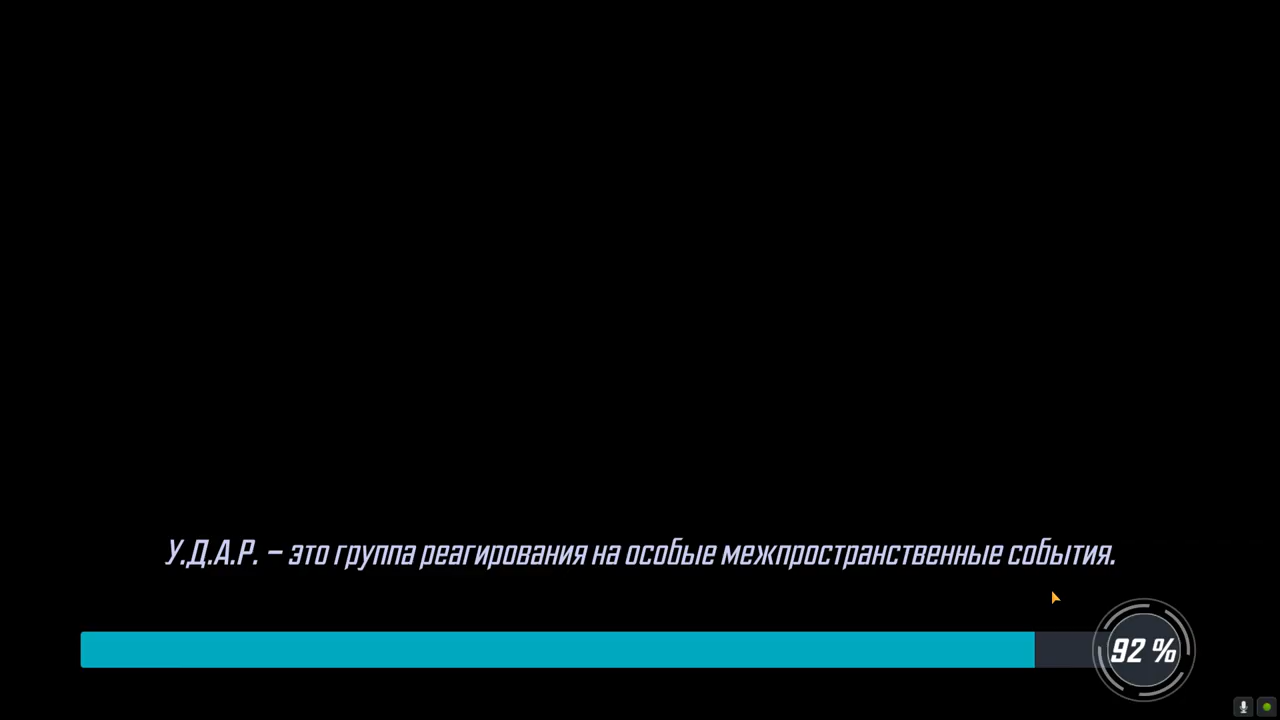 У.Д.А.Р. – это группа реагирования на особые межпространственные события.
92 %